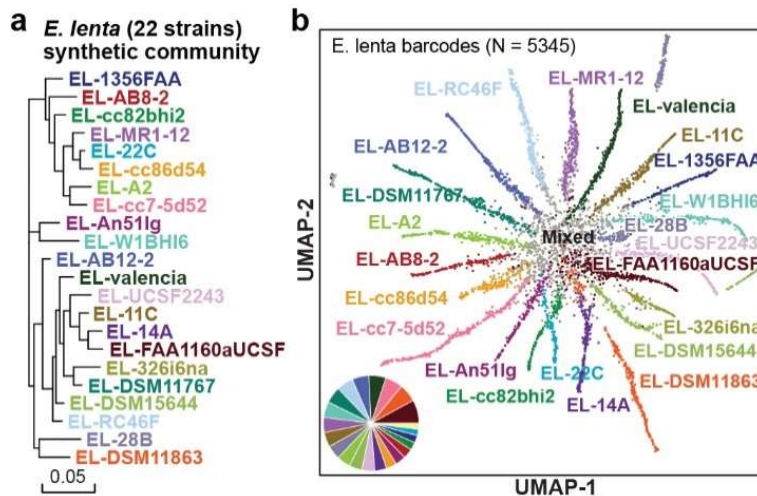 a
E. lenta (22 strains)
synthetic community
EL-1356FAA
EL-AB8-2
EL-cc82bhi2
EL-MR1-12
EL-22C
EL-cc86d54
EL-A2
EL-cc7-5d52
EL-An51lg
EL-W1BHI6
EL-AB12-2
EL-valencia
EL-UCSF2243
EL-11C
EL-14A
EL-FAA1160aUCSF
EL-326i6na
EL-DSM11767
EL-DSM15644
EL-RC46F
EL-28B
EL-DSM11863
0.05
b
E. lenta barcodes (N = 5345)
EL-RC46F
EL-MR1-12
EL-valencia
EL-AB12-2
EL-11C
EL-1356FAA
EL-DSM11767
EL-W1BHI6
EL-A2
EL-28B
Mixed
EL-UCSF2243
EL-AB8-2
EL-FAA1160aUCSF
EL-cc86d54
EL-cc7-5d52
EL-326i6na
EL-DSM15644
EL-An51lg
EL-22C
EL-DSM11863
EL-cc82bhi2
EL-14A
UMAP-2
UMAP-1